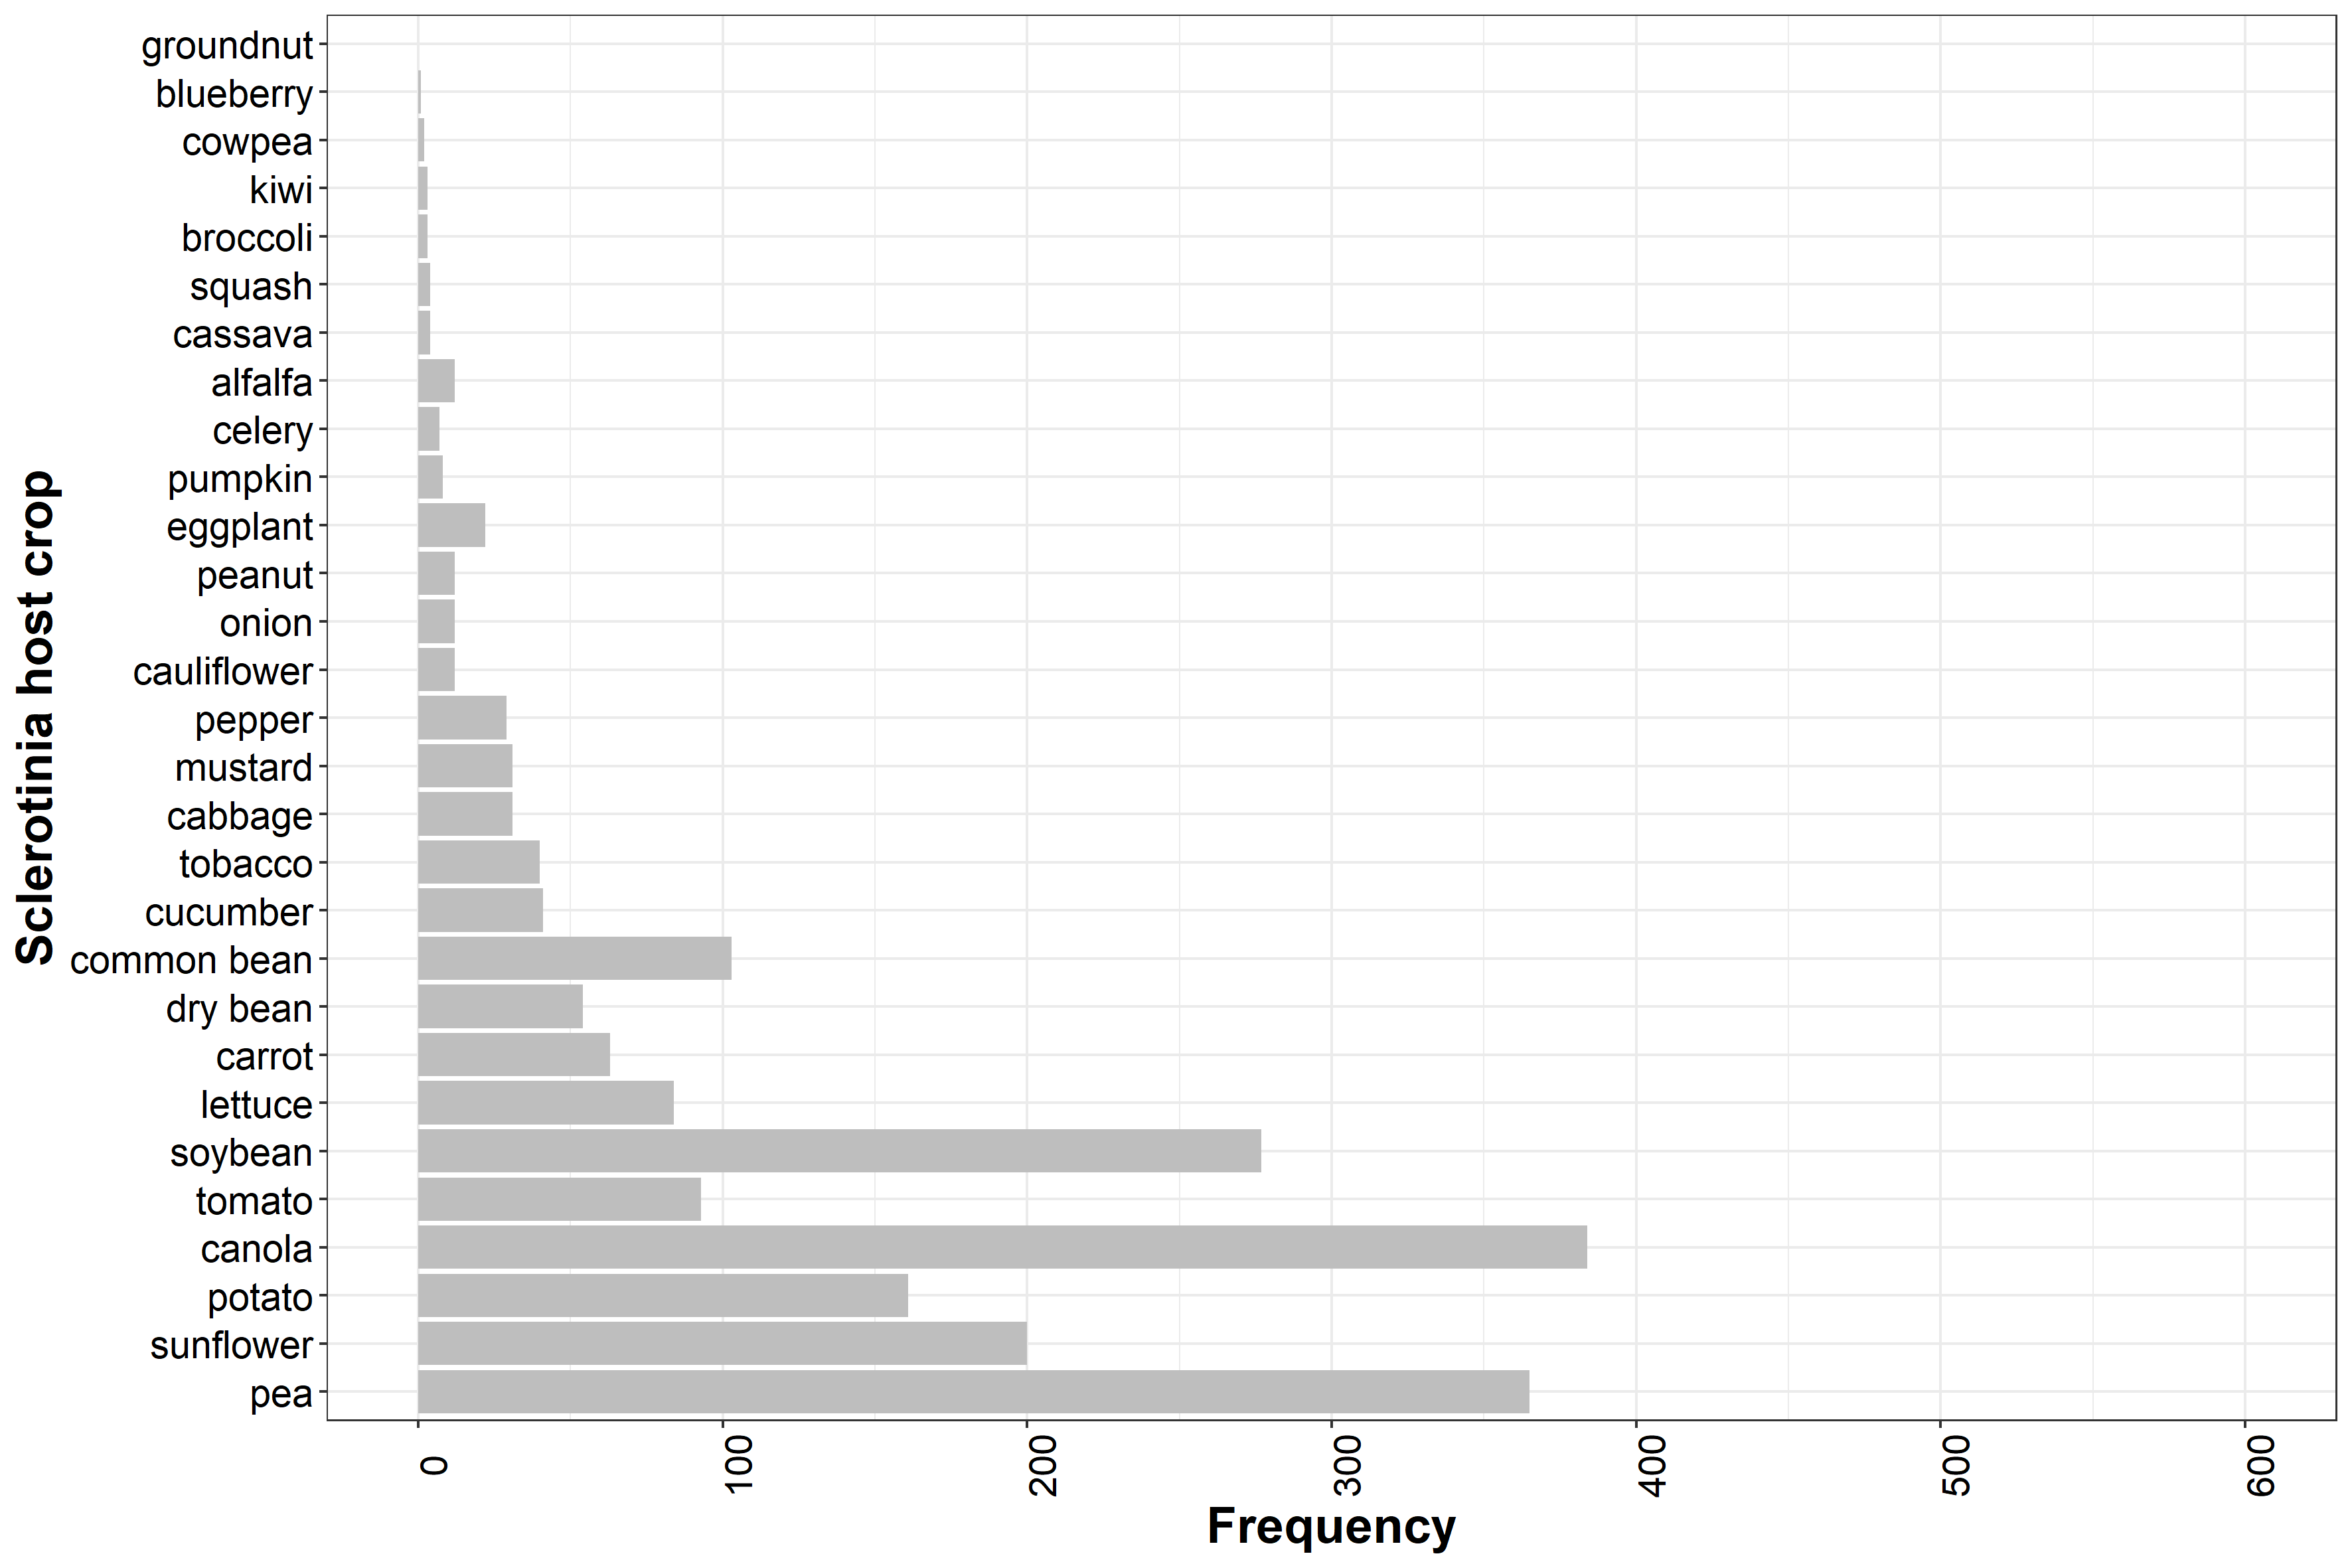 Sclerotinia host crop
groundnut
blueberry
cowpea
kiwi
broccoli
squash
cassava
alfalfa
celery
pumpkin
eggplant
peanut
onion
cauliflower
pepper
mustard
cabbage
tobacco
cucumber
common bean
dry bean
carrot
lettuce
soybean
tomato
canola
potato
sunflower
pea
0
100
200
300
400
500
600
Frequency